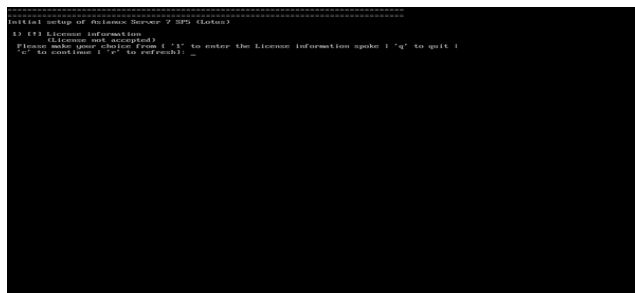 ================================================================================
================================================================================
Initial setup of Asianux Server 7 SP5 (Lotus)
1) [!] License information
(License not accepted)
Please make your choice from [ '1' to enter the License information spoke | 'q' to quit |
'c' to continue | 'r' to refresh]: _